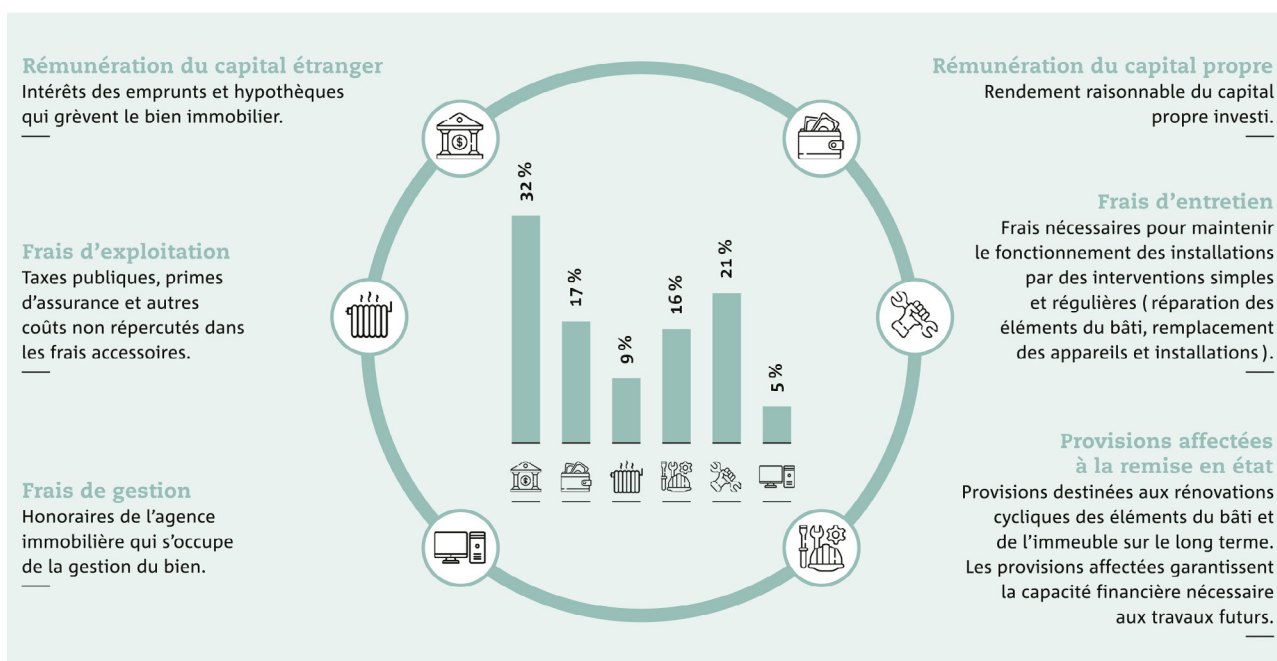 Rémunération du capital étranger
Intérêts des emprunts et hypothèques
qui grèvent le bien immobilier.
Frais d’exploitation
Taxes publiques, primes
d’assurance et autres
coûts non répercutés dans
les frais accessoires.
Frais de gestion
Honoraires de l’agence
immobilière qui s’occupe
de la gestion du bien.
32 %
17 %
9 %
16 %
21 %
5 %
Rémunération du capital propre
Rendement raisonnable du capital
propre investi.
Frais d’entretien
Frais nécessaires pour maintenir
le fonctionnement des installations
par des interventions simples
et régulières ( réparation des
éléments du bâti, remplacement
des appareils et installations ).
Provisions affectées
à la remise en état
Provisions destinées aux rénovations
cycliques des éléments du bâti et
de l’immeuble sur le long terme.
Les provisions affectées garantissent
la capacité financière nécessaire
aux travaux futurs.